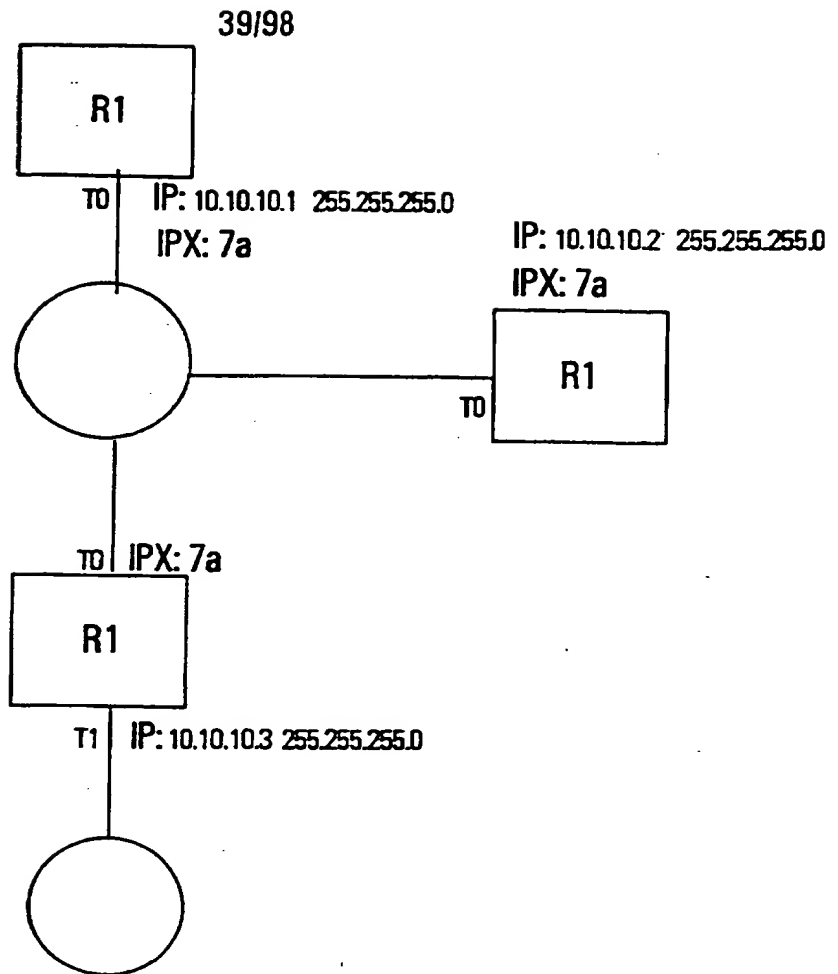 39/98
R1
T0 IP: 10.10.10.1 255.255.255.0
IPX: 7a
IP: 10.10.10.2 255.255.255.0
IPX: 7a
R1
T0
T0 IPX: 7a
R1
T1 IP: 10.10.10.3 255.255.255.0